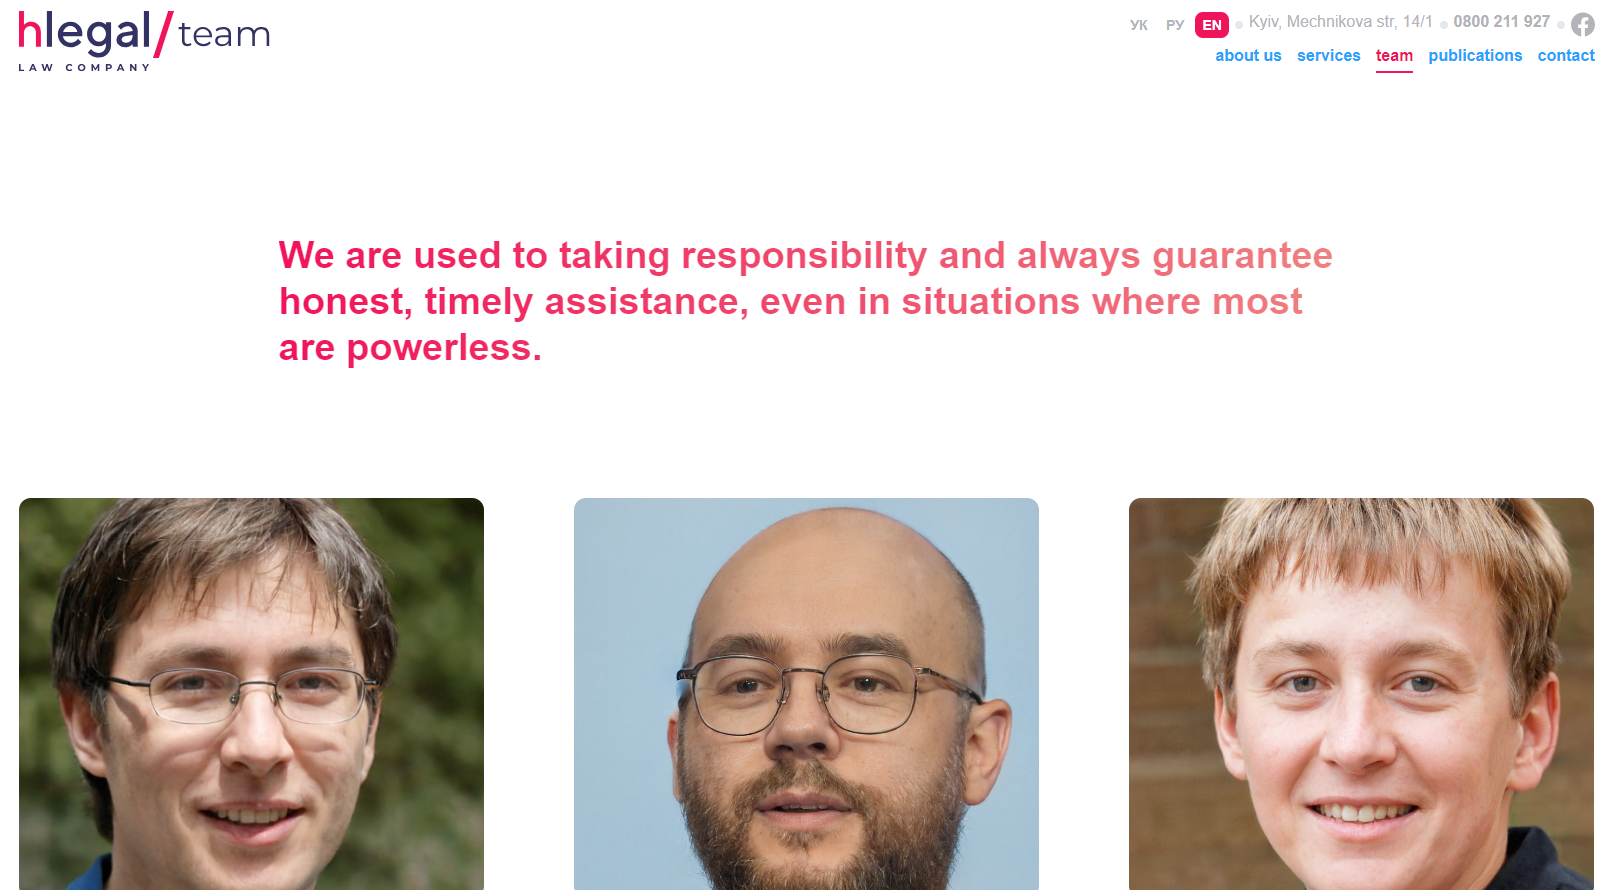 hlegal/team
LAW COMPANY
УК РУ EN Kyiv, Mechnikova str, 14/1 0800 211 927
about us services team publications contact
We are used to taking responsibility and always guarantee
honest, timely assistance, even in situations where most
are powerless.